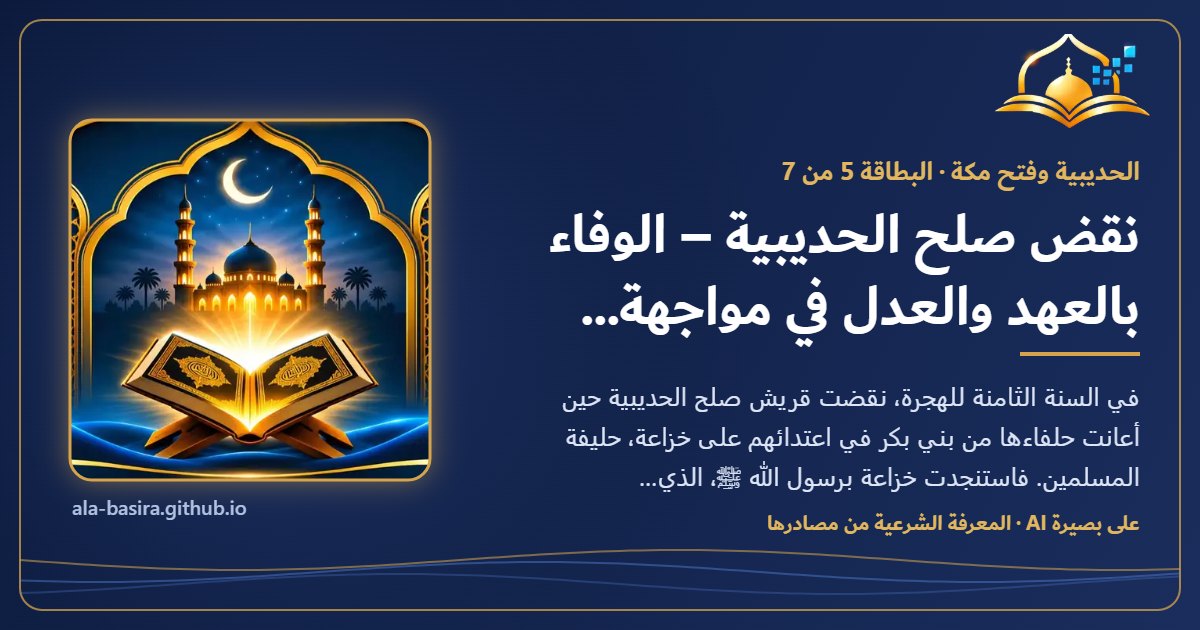 الحديبية وفتح مكة · البطاقة 5 من 7
نقض صلح الحديبية – الوفاء
بالعهد والعدل في مواجهة...
في السنة الثامنة للهجرة، نقضت قريش صلح الحديبية حين
أعانت حلفاءها من بني بكر في اعتدائهم على خزاعة، حليفة
المسلمين. فاستنجدت خزاعة برسول الله ﷺ، الذي...
على بصيرة AI · المعرفة الشرعية من مصادرها
ala-basira.github.io